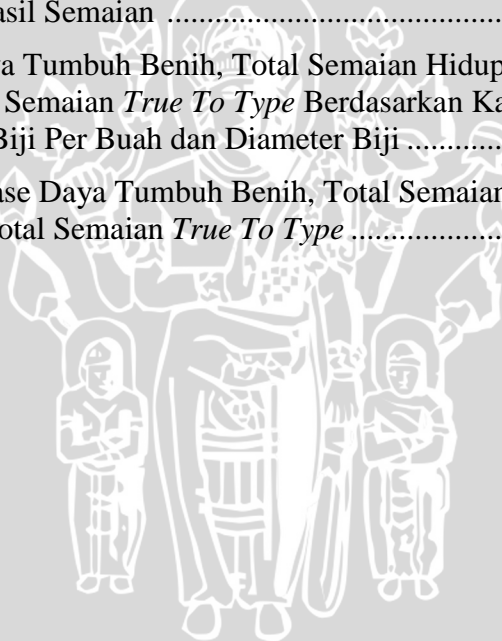 asil Semaian ........................................
a Tumbuh Benih, Total Semaian Hidup
Semaian True To Type Berdasarkan Ka
Biji Per Buah dan Diameter Biji ............
ase Daya Tumbuh Benih, Total Semaian
otal Semaian True To Type ...................